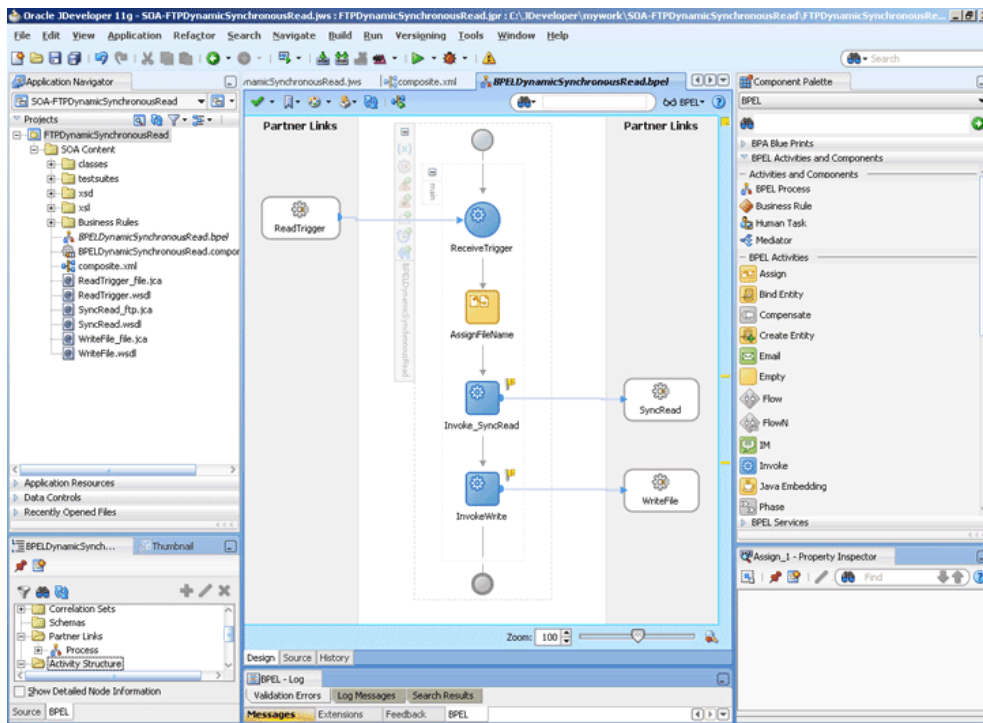 Oracle JDeveloper 11g - SOA-FTPDynamicSynchronousRead.jws : FTPDynamicSynchronousRead.jpr : C:\JDeveloper\mywork\SOA-FTPDynamicSynchronousRead\FTPDynamicSynchronousRe...
File Edit View Application Refactor Search Navigate Build Run Versioning Tools Window Help
Search
Application Navigator
SOA-FTPDynamicSynchronousRead
Projects
FTPDynamicSynchronousRead
SOA Content
classes
testsuites
xsd
xsl
Business Rules
BPELDynamicSynchronousRead.bpel
BPELDynamicSynchronousRead.compor
composite.xml
ReadTrigger_file.jca
ReadTrigger.wsdl
SyncRead_ftp.jca
SyncRead.wsdl
WriteFile_file.jca
WriteFile.wsdl
Application Resources
Data Controls
Recently Opened Files
BPELDynamicSynch...
Thumbnail
Correlation Sets
Schemas
Partner Links
Process
Activity Structure
Show Detailed Node Information
Source BPEL
namicSynchronousRead.jws
composite.xml
BPELDynamicSynchronousRead.bpel
BPEL
Partner Links
Partner Links
main
BPELDynamicSynchronousRead
ReadTrigger
ReceiveTrigger
AssignFileName
Invoke_SyncRead
SyncRead
InvokeWrite
WriteFile
Zoom: 100
Design Source History
BPEL - Log
Validation Errors Log Messages Search Results
Messages Extensions Feedback BPEL
Component Palette
BPEL
BPA Blue Prints
BPEL Activities and Components
Activities and Components
BPEL Process
Business Rule
Human Task
Mediator
BPEL Activities
Assign
Bind Entity
Compensate
Create Entity
Email
Empty
Flow
FlowN
IM
Invoke
Java Embedding
Phase
BPEL Services
Assign_1 - Property Inspector
Find